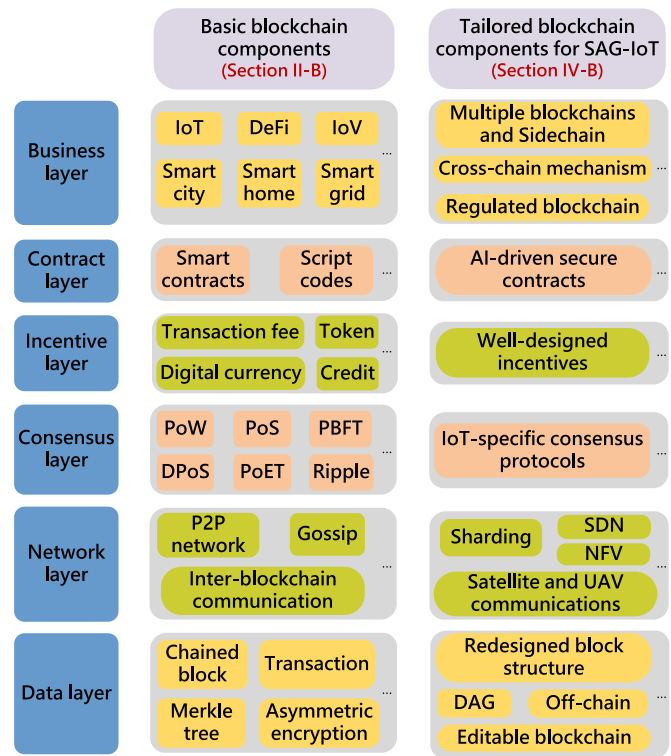 Basic blockchain
components
(Section II-B)
Tailored blockchain
components for SAG-IoT
(Section IV-B)
Business
layer
IoT
DeFi
IoV
Smart
city
Smart
home
Smart
grid
...
Multiple blockchains
and Sidechain
Cross-chain mechanism
Regulated blockchain
...
Contract
layer
Smart
contracts
Script
codes
...
AI-driven secure
contracts
...
Incentive
layer
Transaction fee
Token
Digital currency
Credit
...
Well-designed
incentives
...
Consensus
layer
PoW
PoS
PBFT
DPoS
PoET
Ripple
...
IoT-specific consensus
protocols
...
Network
layer
P2P
network
Gossip
Inter-blockchain
communication
...
Sharding
SDN
NFV
Satellite and UAV
communications
...
Data layer
Chained
block
Transaction
Merkle
tree
Asymmetric
encryption
...
Redesigned block
structure
DAG
Off-chain
Editable blockchain
...